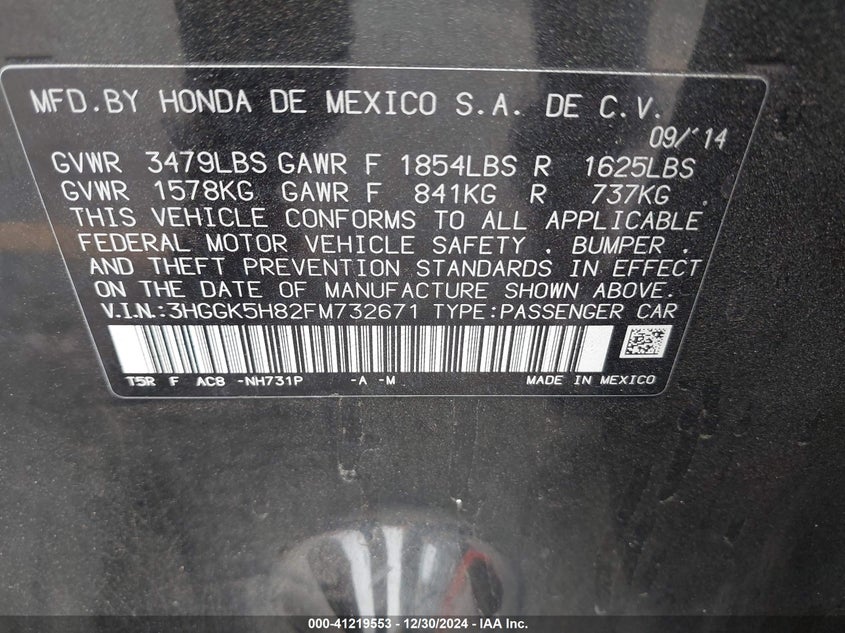 MFD.BY HONDA DE MEXICO S.A. DE C.V.
09/'14
GVWR 3479LBS GAWR F 1854LBS R 1625LBS
GVWR 1578KG GAWR F 841KG R 737KG .
THIS VEHICLE CONFORMS TO ALL APPLICABLE
FEDERAL MOTOR VEHICLE SAFETY . BUMPER .
AND THEFT PREVENTION STANDARDS IN EFFECT
ON THE DATE OF MANUFACTURE SHOWN ABOVE.
V.I.N.:3HGGK5H82FM732671 TYPE:PASSENGER CAR
T5R F AC8 -NH731P -A -M MADE IN MEXICO
000-41219553 - 12/30/2024 - IAA Inc.